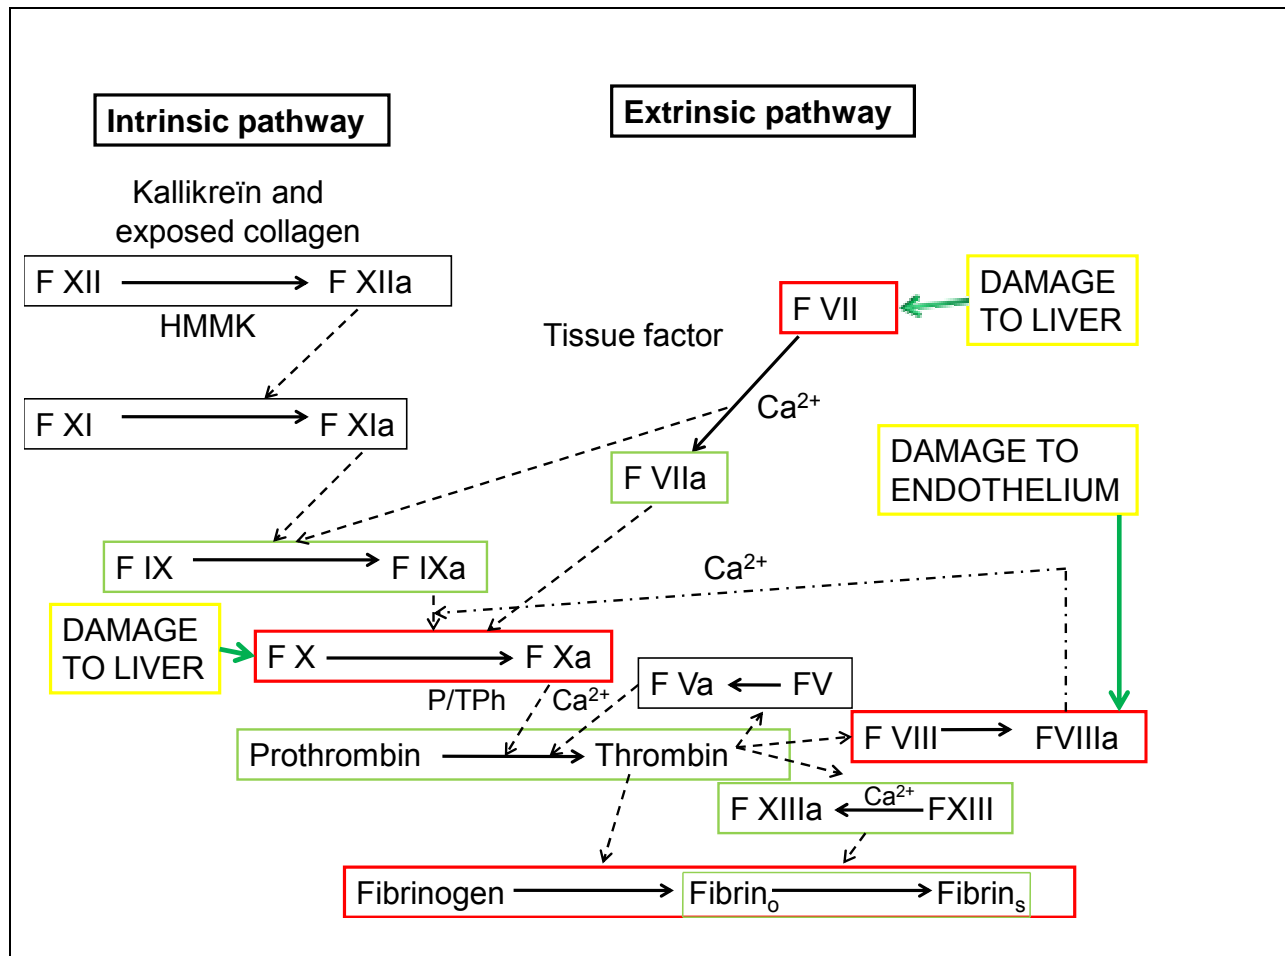 Intrinsic pathway
Extrinsic pathway
Kallikreïn and
exposed collagen
F XII
F XIIa
HMMK
F VII
DAMAGE
TO LIVER
Tissue factor
Ca2+
F XI
F XIa
F VIIa
DAMAGE TO
ENDOTHELIUM
F IX
F IXa
Ca2+
DAMAGE
TO LIVER
F X
F Xa
P/TPh
Ca2+
F Va
FV
Prothrombin
Thrombin
F VIII
FVIIIa
F XIIIa
Ca2+
FXIII
Fibrinogen
Fibrino
Fibrins